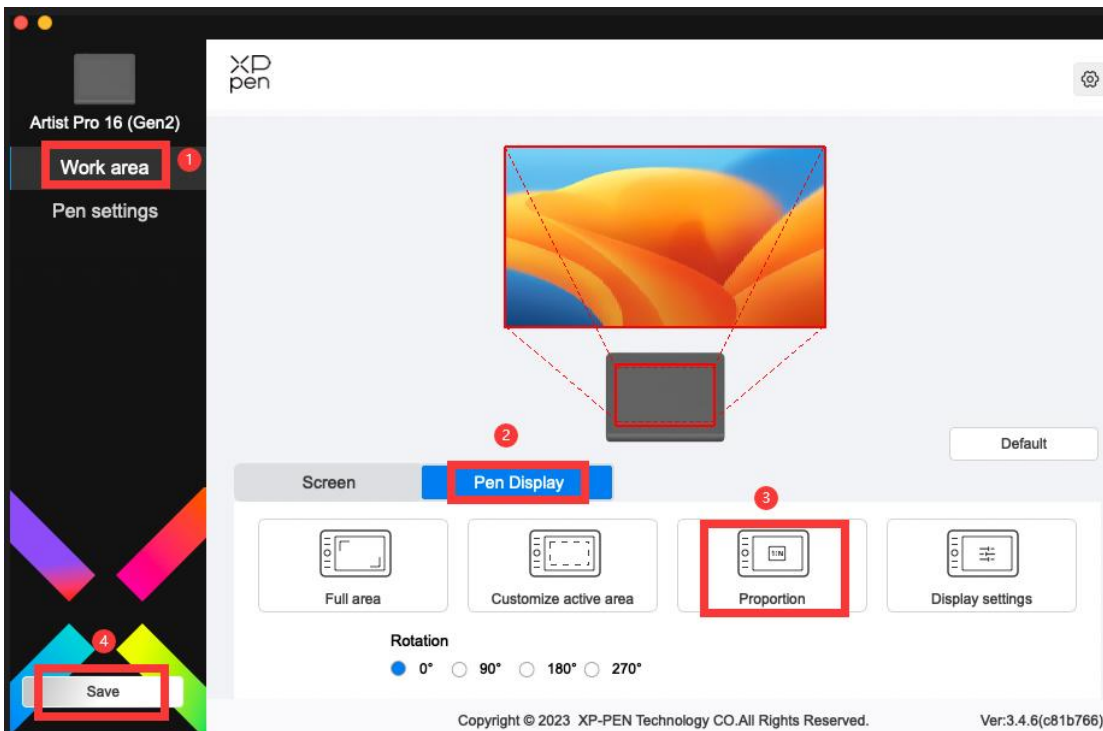 XP
pen
Artist Pro 16 (Gen2)
Work area
1
Pen settings
2
Default
Screen
Pen Display
3
1:N
Full area
Customize active area
Proportion
Display settings
Rotation
0° 90° 180° 270°
4
Save
Copyright © 2023 XP-PEN Technology CO.All Rights Reserved.
Ver:3.4.6(c81b766)